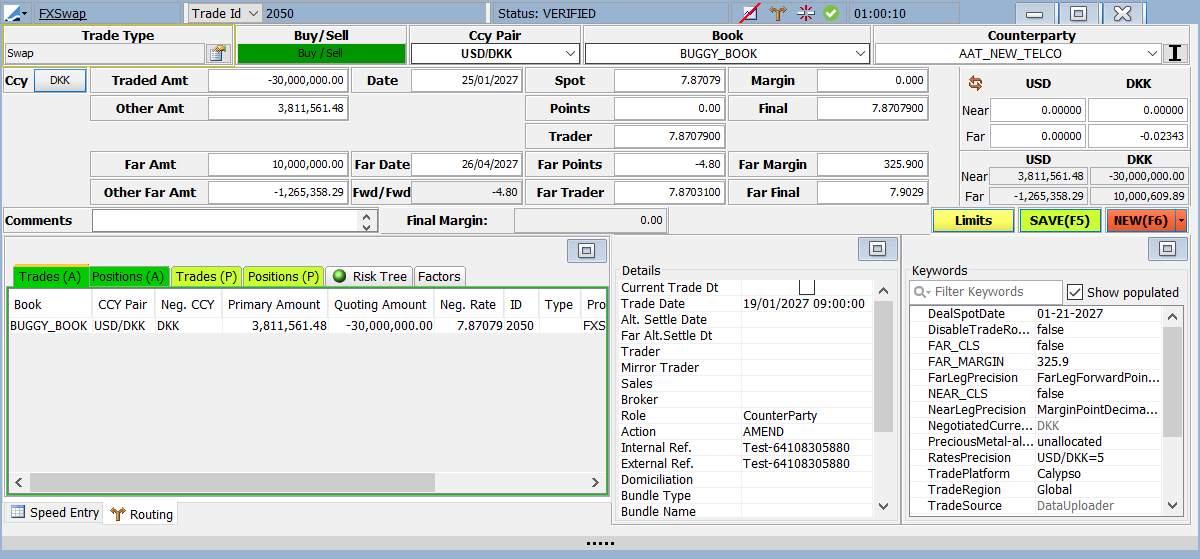 FXSwap Trade Id 2050 Status: VERIFIED 01:00:10
Trade Type Buy/Sell Ccy Pair Book Counterparty
Swap Buy / Sell USD/DKK BUGGY_BOOK AAT_NEW_TELCO
Ccy DKK Traded Amt -30,000,000.00 Date 25/01/2027 Spot 7.87079 Margin 0.000 USD DKK
Other Amt 3,811,561.48 Points 0.00 Final 7.8707900 Near 0.00000 0.00000
Trader 7.8707900 Far 0.00000 -0.02343
Far Amt 10,000,000.00 Far Date 26/04/2027 Far Points -4.80 Far Margin 325.900 USD DKK
Near 3,811,561.48 -30,000,000.00
Other Far Amt -1,265,358.29 Fwd/Fwd -4.80 Far Trader 7.8703100 Far Final 7.9029 Far -1,265,358.29 10,000,609.89
Comments Final Margin: 0.00 Limits SAVE(F5) NEW(F6)
Trades (A) Positions (A) Trades (P) Positions (P) Risk Tree Factors
Book CCY Pair Neg. CCY Primary Amount Quoting Amount Neg. Rate ID Type Pro
BUGGY_BOOK USD/DKK DKK 3,811,561.48 -30,000,000.00 7.87079 2050 FXS
Speed Entry Routing
Details
Current Trade Dt
Trade Date 19/01/2027 09:00:00
Alt. Settle Date
Far Alt.Settle Dt
Trader
Mirror Trader
Sales
Broker
Role CounterParty
Action AMEND
Internal Ref. Test-64108305880
External Ref. Test-64108305880
Domiciliation
Bundle Type
Bundle Name
Keywords
Filter Keywords Show populated
DealSpotDate 01-21-2027
DisableTradeRo... false
FAR_CLS false
FAR_MARGIN 325.9
FarLegPrecision FarLegForwardPoin...
NEAR_CLS false
NearLegPrecision MarginPointDecima...
NegotiatedCurre... DKK
PreciousMetal-al... unallocated
RatesPrecision USD/DKK=5
TradePlatform Calypso
TradeRegion Global
TradeSource DataUploader